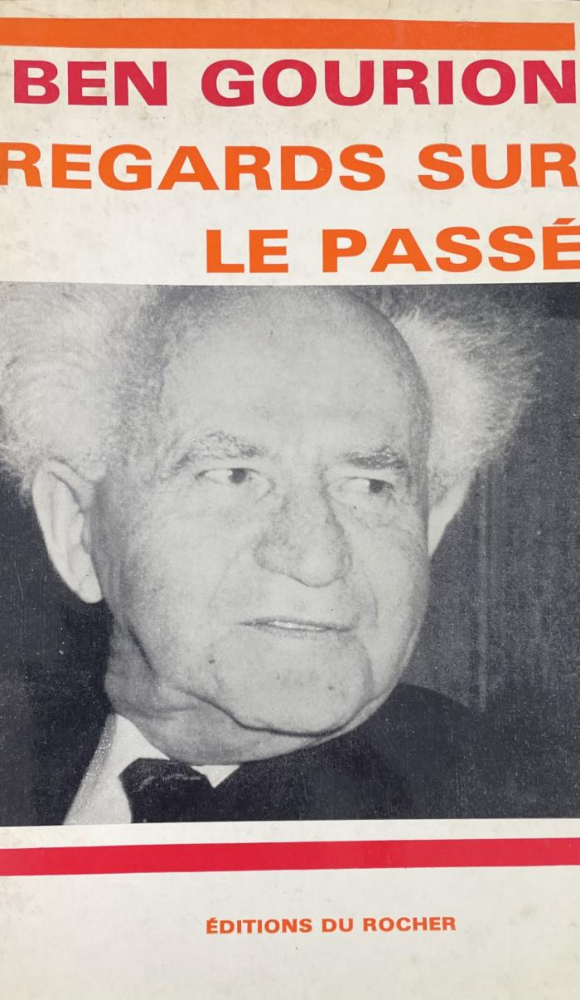 BEN GOURION
REGARDS SUR
LE PASSÉ
ÉDITIONS DU ROCHER